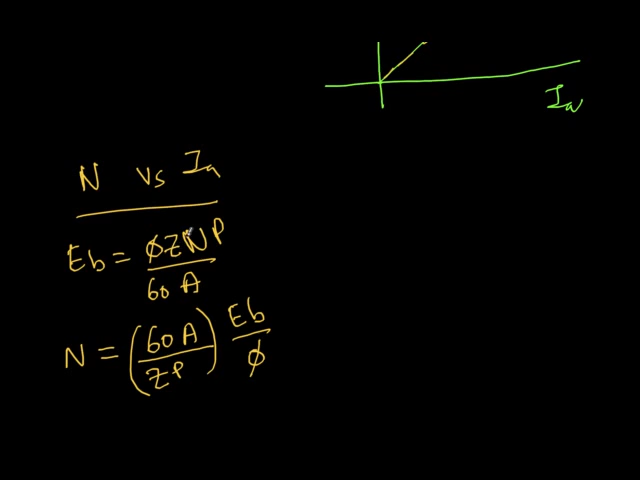 Ia
N vs Ia
Eb = ϕZNP / 60 A
N = (60 A / ZP) Eb / ϕ